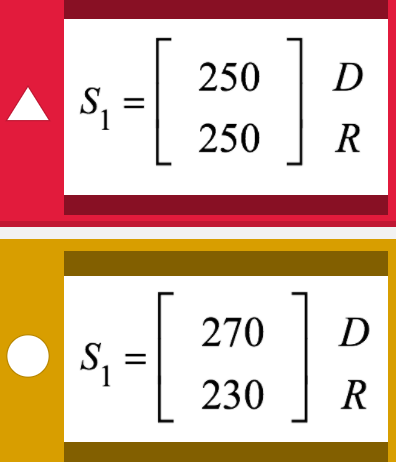 S₁ = [ 250 ] D
[ 250 ] R
S₁ = [ 270 ] D
[ 230 ] R